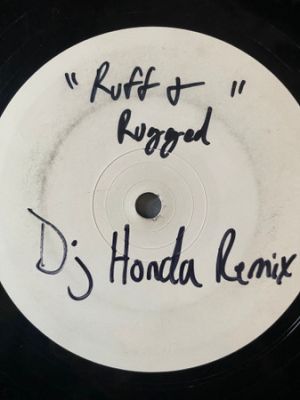 "Ruff & "
Rugged
Dj Honda Remix